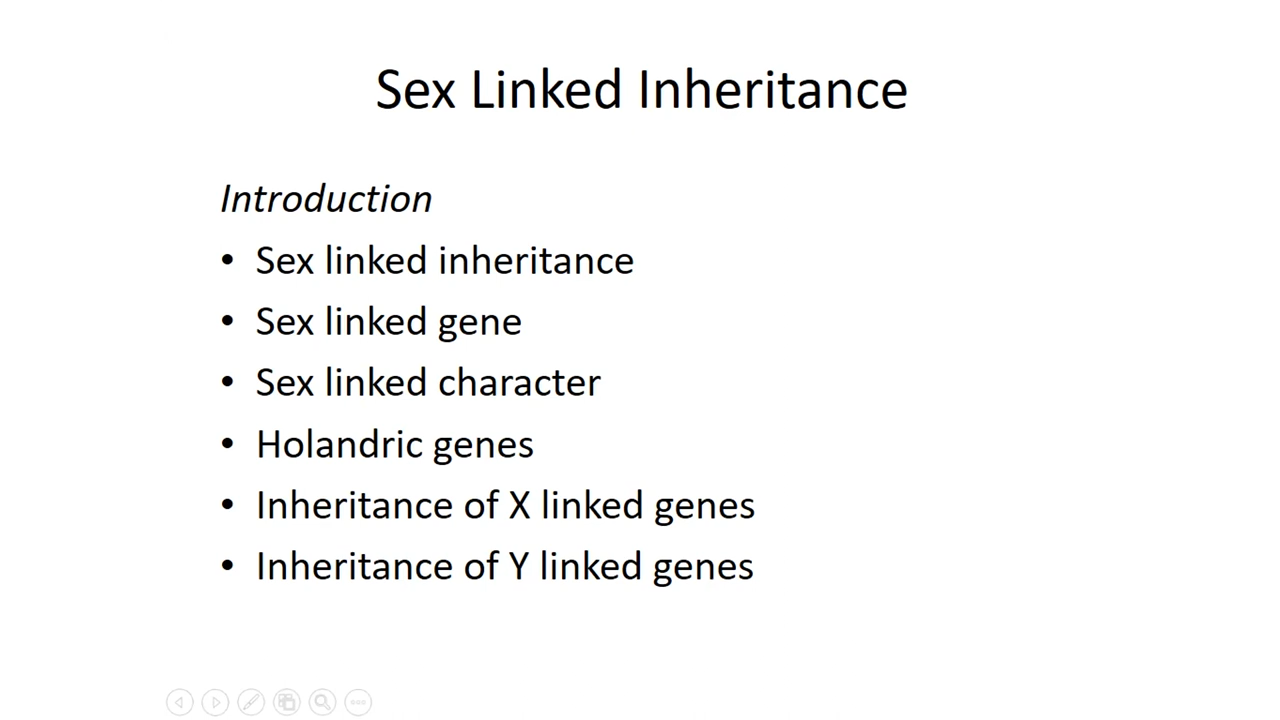 Sex Linked Inheritance
Introduction
• Sex linked inheritance
• Sex linked gene
• Sex linked character
• Holandric genes
• Inheritance of X linked genes
• Inheritance of Y linked genes